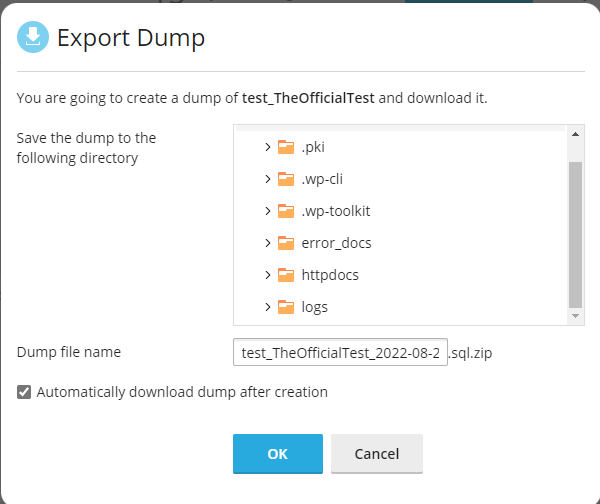 Export Dump
You are going to create a dump of test_TheOfficialTest and download it.
Save the dump to the
following directory
.pki
.wp-cli
.wp-toolkit
error_docs
httpdocs
logs
Dump file name
test_TheOfficialTest_2022-08-2 .sql.zip
Automatically download dump after creation
OK Cancel